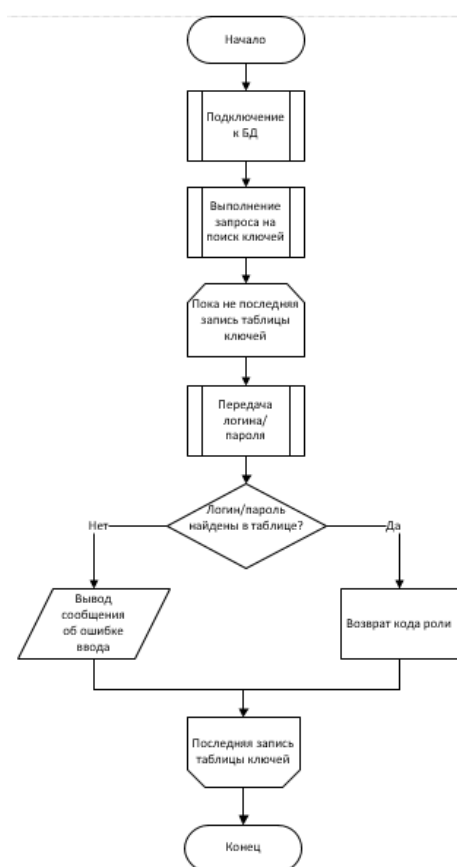 Начало
Подключение
к БД
Выполнение
запроса на
поиск ключей
Пока не последняя
запись таблицы
ключей
Передача
логина/
пароля
Логин/пароль
найдены в таблице?
Нет
Да
Вывод
сообщения
об ошибке
ввода
Возврат кода роли
Последняя запись
таблицы ключей
Конец